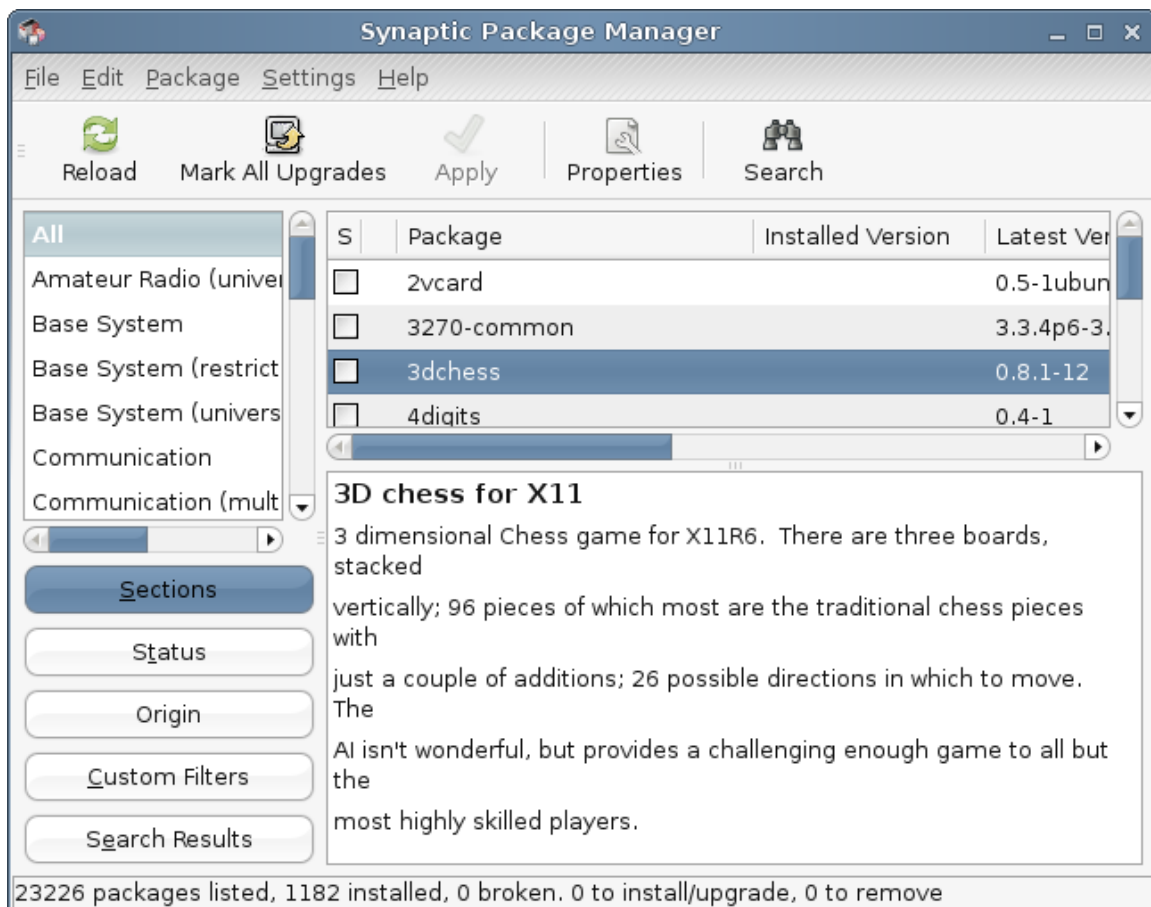 Synaptic Package Manager
File Edit Package Settings Help
Reload Mark All Upgrades Apply Properties Search
All
Amateur Radio (univer
Base System
Base System (restrict
Base System (univers
Communication
Communication (mult
Sections
Status
Origin
Custom Filters
Search Results
S Package Installed Version Latest Ver
2vcard 0.5-1ubun
3270-common 3.3.4p6-3.
3dchess 0.8.1-12
4digits 0.4-1
3D chess for X11
3 dimensional Chess game for X11R6.  There are three boards,
stacked
vertically; 96 pieces of which most are the traditional chess pieces
with
just a couple of additions; 26 possible directions in which to move.
The
AI isn't wonderful, but provides a challenging enough game to all but
the
most highly skilled players.
23226 packages listed, 1182 installed, 0 broken. 0 to install/upgrade, 0 to remove